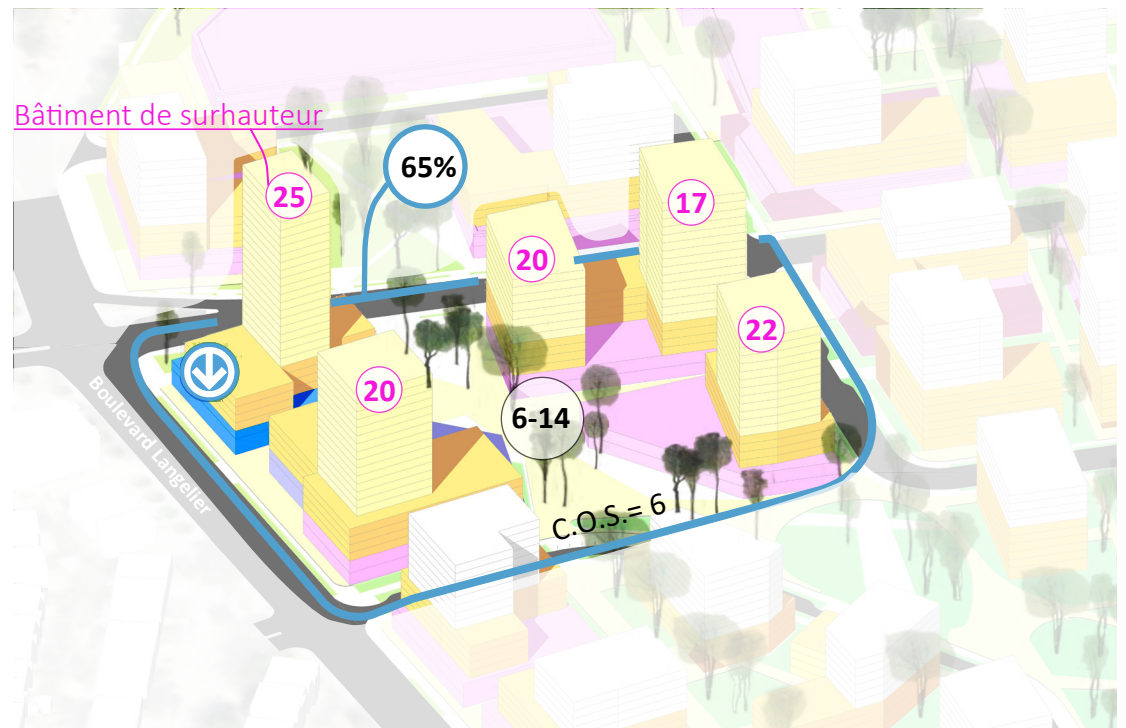 Bâtiment de surhauteur
65%
25
17
20
22
20
6-14
C.O.S.= 6
Boulevard Langelier